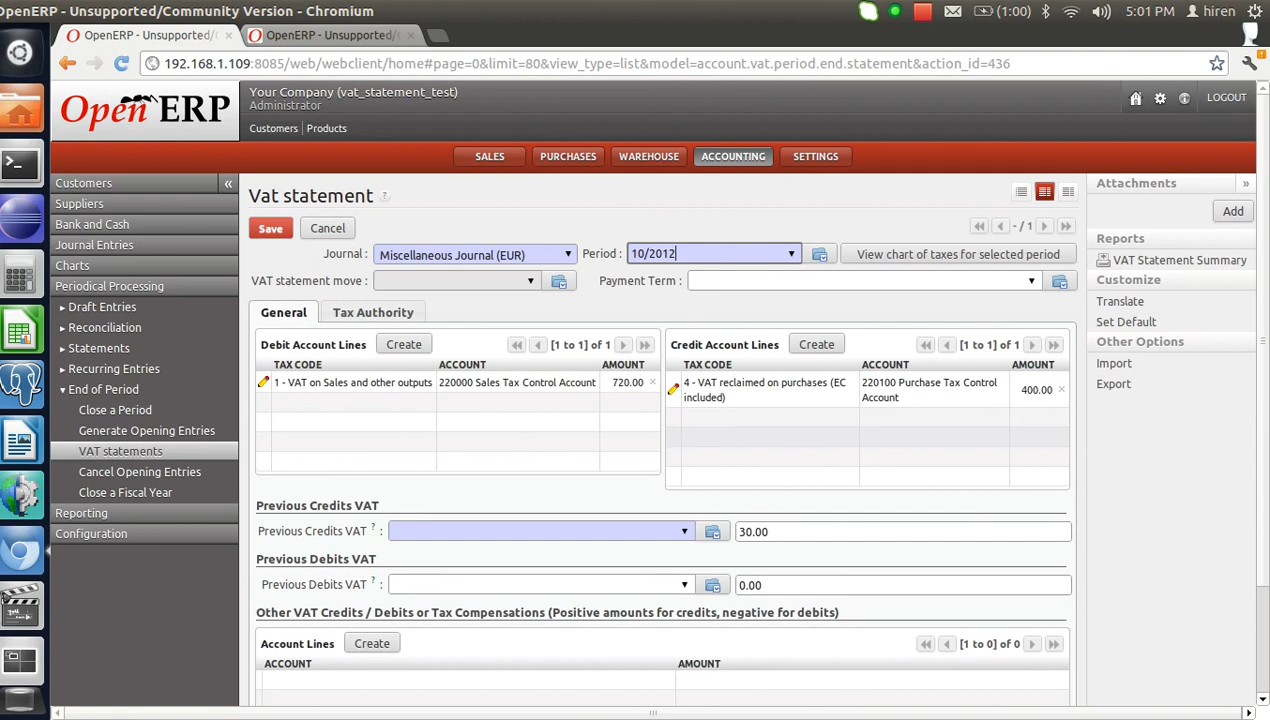 OpenERP - Unsupported/Community Version - Chromium
(1:00) 5:01 PM hiren
OpenERP - Unsupported/ OpenERP - Unsupported/
192.168.1.109:8085/web/webclient/home#page=0&limit=80&view_type=list&model=account.vat.period.end.statement&action_id=436
Open ERP
Your Company (vat_statement_test)
Administrator
Customers | Products
LOGOUT
SALES PURCHASES WAREHOUSE ACCOUNTING SETTINGS
Customers «
Suppliers
Bank and Cash
Journal Entries
Charts
Periodical Processing
Draft Entries
Reconciliation
Statements
Recurring Entries
End of Period
Close a Period
Generate Opening Entries
VAT statements
Cancel Opening Entries
Close a Fiscal Year
Reporting
Configuration
Vat statement ?
Save Cancel
- / 1
Journal : Miscellaneous Journal (EUR) Period : 10/2012 View chart of taxes for selected period
VAT statement move : Payment Term :
General Tax Authority
Debit Account Lines Create [1 to 1] of 1
TAX CODE ACCOUNT AMOUNT
1 - VAT on Sales and other outputs 220000 Sales Tax Control Account 720.00
Credit Account Lines Create [1 to 1] of 1
TAX CODE ACCOUNT AMOUNT
4 - VAT reclaimed on purchases (EC included) 220100 Purchase Tax Control Account 400.00
Previous Credits VAT
Previous Credits VAT ? : 30.00
Previous Debits VAT
Previous Debits VAT ? : 0.00
Other VAT Credits / Debits or Tax Compensations (Positive amounts for credits, negative for debits)
Account Lines Create [1 to 0] of 0
ACCOUNT AMOUNT
Attachments »
Add
Reports
VAT Statement Summary
Customize
Translate
Set Default
Other Options
Import
Export